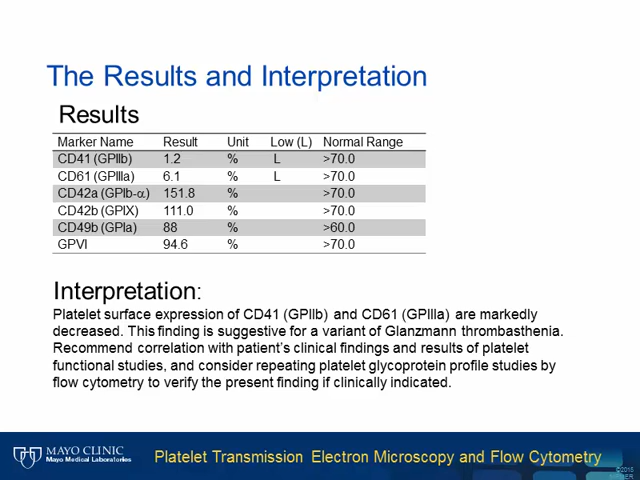 The Results and Interpretation
Results
Marker Name Result Unit Low (L) Normal Range
CD41 (GPIIb) 1.2 % L >70.0
CD61 (GPIIIa) 6.1 % L >70.0
CD42a (GPIb-α) 151.8 % >70.0
CD42b (GPIX) 111.0 % >70.0
CD49b (GPIa) 88 % >60.0
GPVI 94.6 % >70.0
Interpretation:
Platelet surface expression of CD41 (GPIIb) and CD61 (GPIIIa) are markedly
decreased. This finding is suggestive for a variant of Glanzmann thrombasthenia.
Recommend correlation with patient's clinical findings and results of platelet
functional studies, and consider repeating platelet glycoprotein profile studies by
flow cytometry to verify the present finding if clinically indicated.
MAYO CLINIC
Mayo Medical Laboratories
Platelet Transmission Electron Microscopy and Flow Cytometry